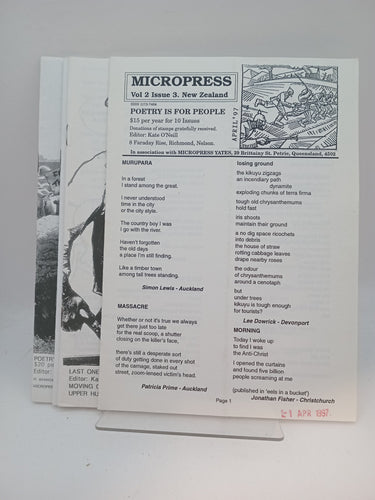 MICROPRESS
Vol 2 Issue 3. New Zealand
POETRY IS FOR PEOPLE
$15 per year for 10 Issues
Donations of stamps gratefully received.
Editor: Kate O'Neill
8 Faraday Rise, Richmond, Nelson.
APRIL '97
In association with MICROPRESS YATES, 29 Brittainy St, Petrie, Queensland, 4502
MURUPARA
In a forest
I stand among the great.
I never understood
time in the city
or the city style.
The country boy I was
I go with the river.
Haven't forgotten
the old days
a place I'm still finding.
Like a timber town
among tall trees standing.
Simon Lewis - Auckland
MASSACRE
Whether or not it's true we always
get there just too late
for the real scoop, a shutter
closing on the killer's face,
there's still a desperate sort
of duty getting done in every shot
of the carnage, staked out
street, zoom-lensed victim's head.
Patricia Prime - Auckland
losing ground
the kikuyu zigzags
an incendiary path
dynamite
exploding chunks of terra firma
tough old chrysanthemums
hold fast
iris shoots
maintain their ground
a no dig space ricochets
into debris
the house of straw
rotting cabbage leaves
drape nearby roses
the odour
of chrysanthemums
around a cenotaph
but
under trees
kikuyu is tough enough
for tourists?
Lee Dowrick - Devonport
MORNING
Today I woke up
to find I was
the Anti-Christ
I opened the curtains
and found five billion
people screaming at me
(published in 'eels in a bucket')
Jonathan Fisher - Christchurch
Page 1
1 APR 1997
POETRY
$20 per
Editor:
LAST ONE
Editor: Ka
MOVING
UPPER HU